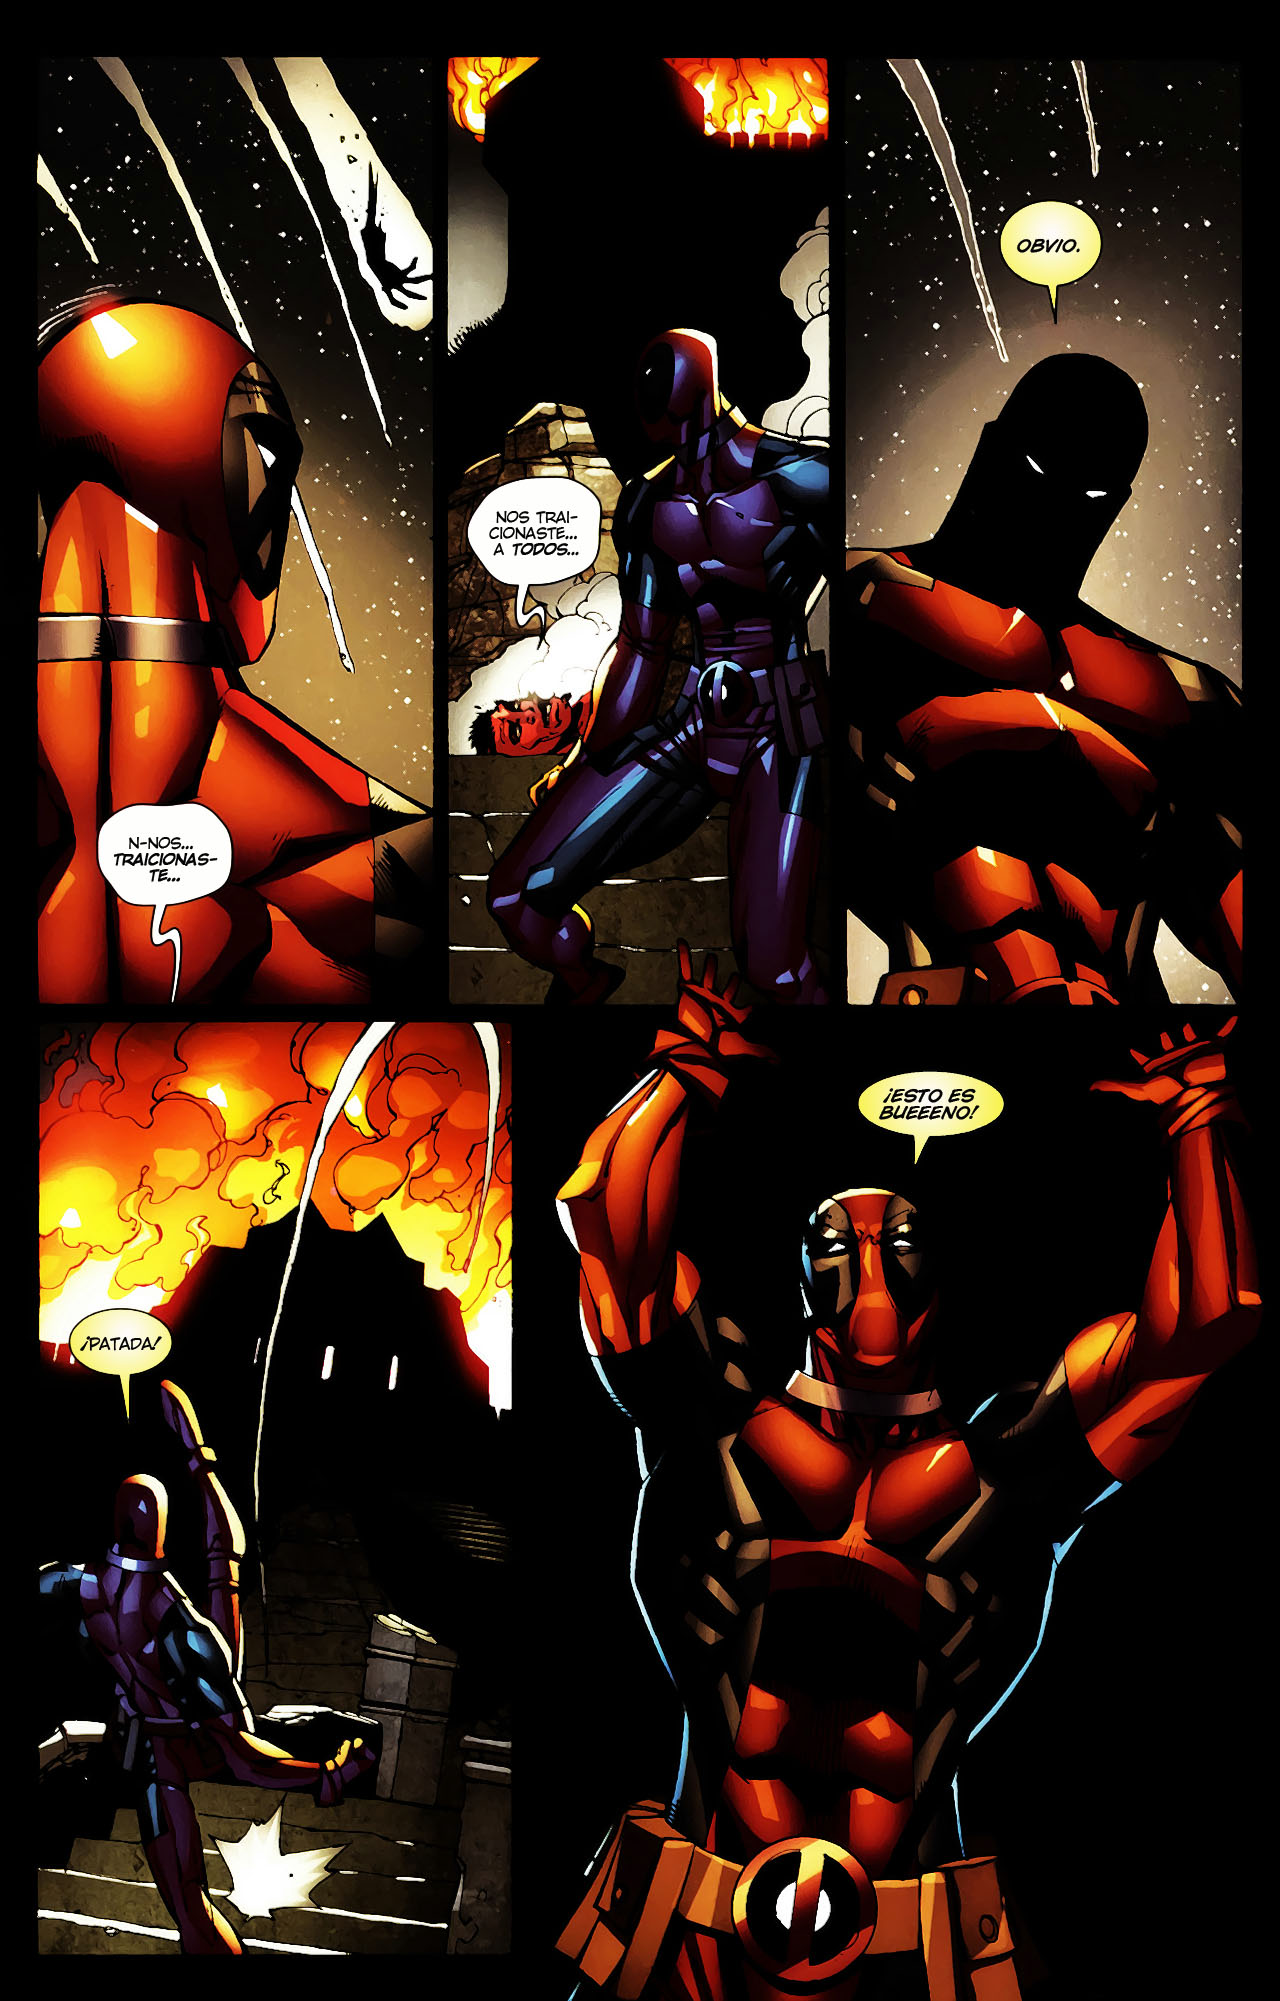 N-NOS...
TRAICIONAS-
TE...
NOS TRAI-
CIONASTE...
A TODOS...
OBVIO.
¡PATADA!
¡ESTO ES
BUEEENO!